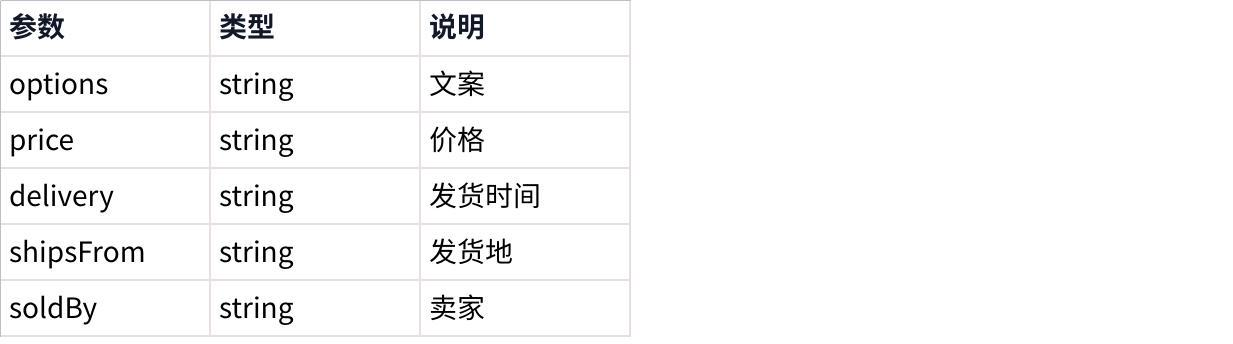 参数 类型 说明
options string 文案
price string 价格
delivery string 发货时间
shipsFrom string 发货地
soldBy string 卖家